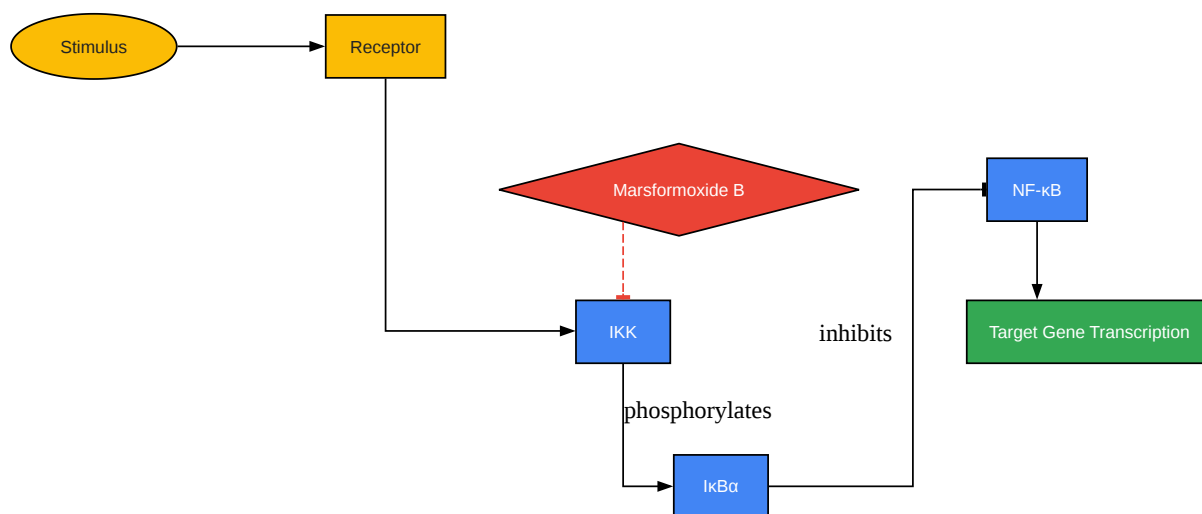 Stimulus
Receptor
Marsformoxide B
NF-κB
IKK
inhibits
Target Gene Transcription
phosphorylates
IκBα